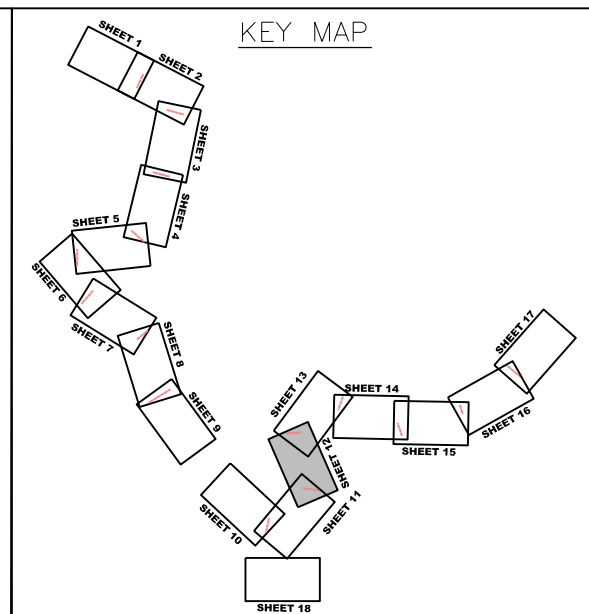 KEY MAP
SHEET 1
SHEET 2
SHEET 3
SHEET 4
SHEET 5
SHEET 6
SHEET 7
SHEET 8
SHEET 9
SHEET 10
SHEET 11
SHEET 12
SHEET 13
SHEET 14
SHEET 15
SHEET 16
SHEET 17
SHEET 18